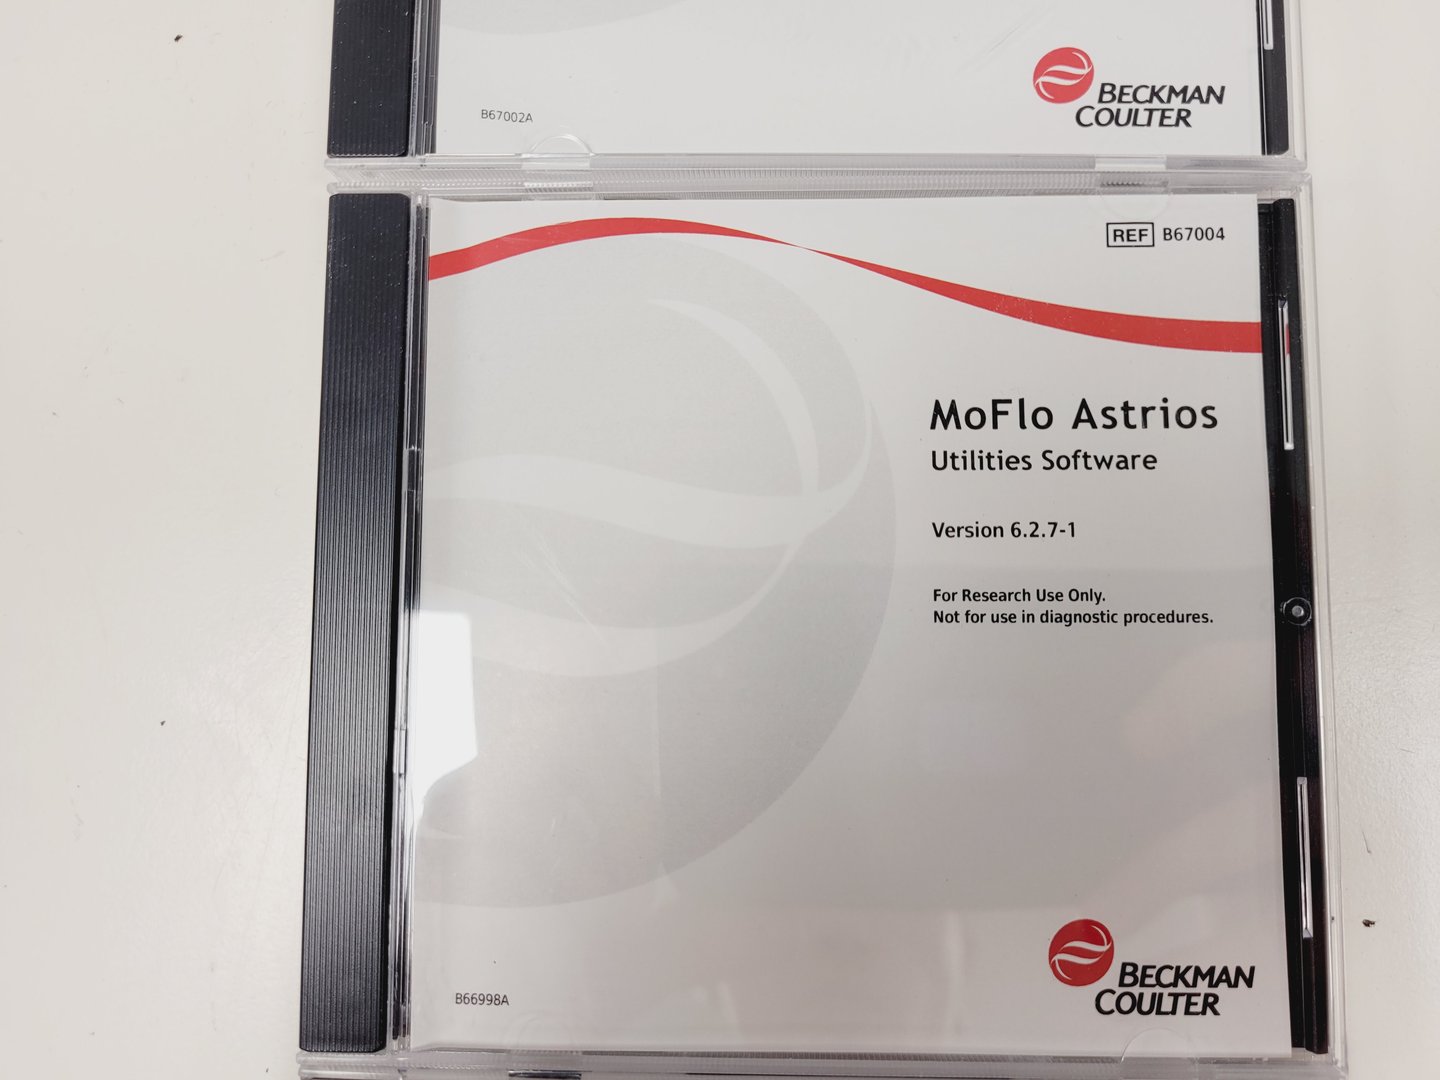 B67002A
BECKMAN
COULTER
REF B67004
MoFlo Astrios
Utilities Software
Version 6.2.7-1
For Research Use Only.
Not for use in diagnostic procedures.
B66998A
BECKMAN
COULTER